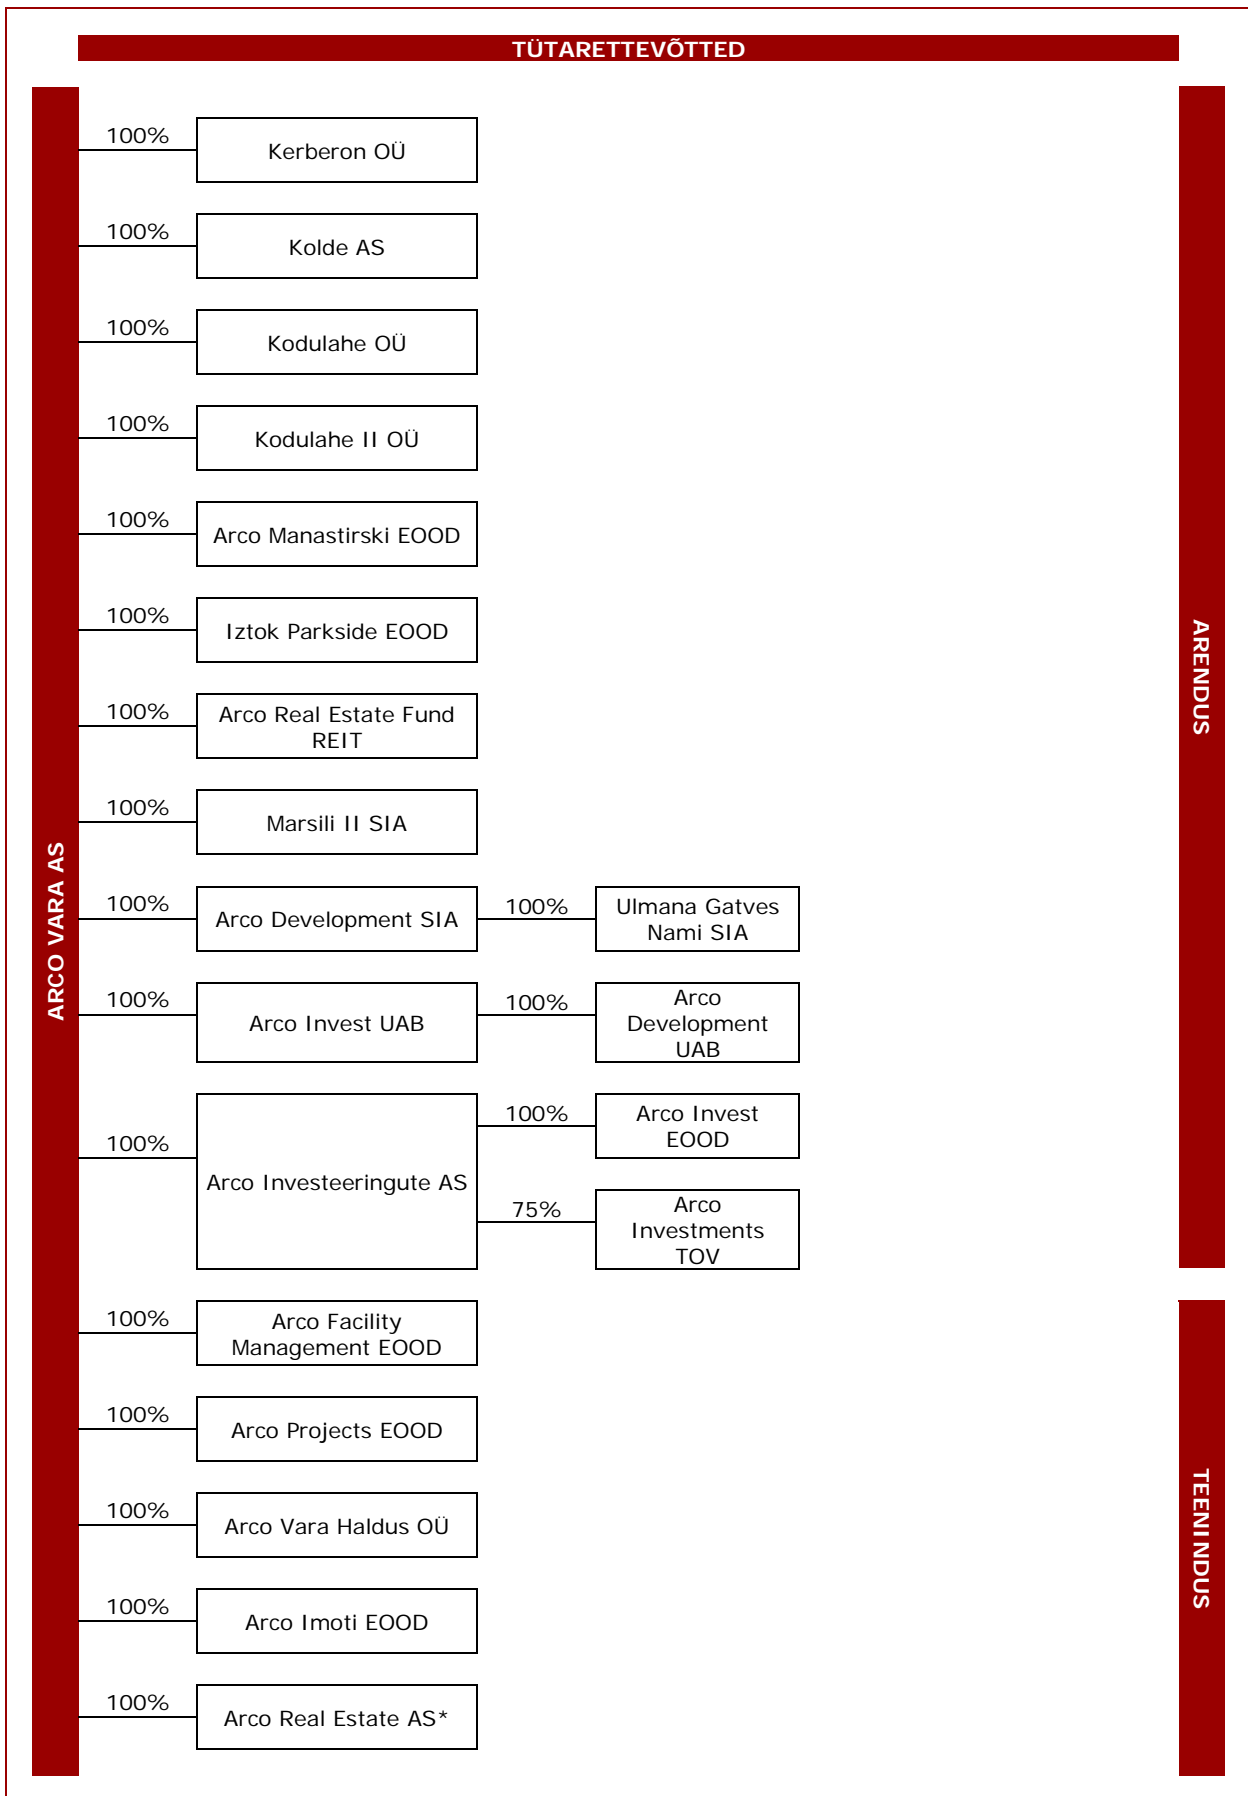 TÜTARETTEVÕTTED
ARCO VARA AS
ARENDUS
100%
Kerberon OÜ
100%
Kolde AS
100%
Kodulahe OÜ
100%
Kodulahe II OÜ
100%
Arco Manastirski EOOD
100%
Iztok Parkside EOOD
100%
Arco Real Estate Fund
REIT
100%
Marsili II SIA
100%
Arco Development SIA
100%
Ulmana Gatves
Nami SIA
100%
Arco Invest UAB
100%
Arco
Development
UAB
100%
Arco Investeeringute AS
100%
Arco Invest
EOOD
75%
Arco
Investments
TOV
TEENINDUS
100%
Arco Facility
Management EOOD
100%
Arco Projects EOOD
100%
Arco Vara Haldus OÜ
100%
Arco Imoti EOOD
100%
Arco Real Estate AS*